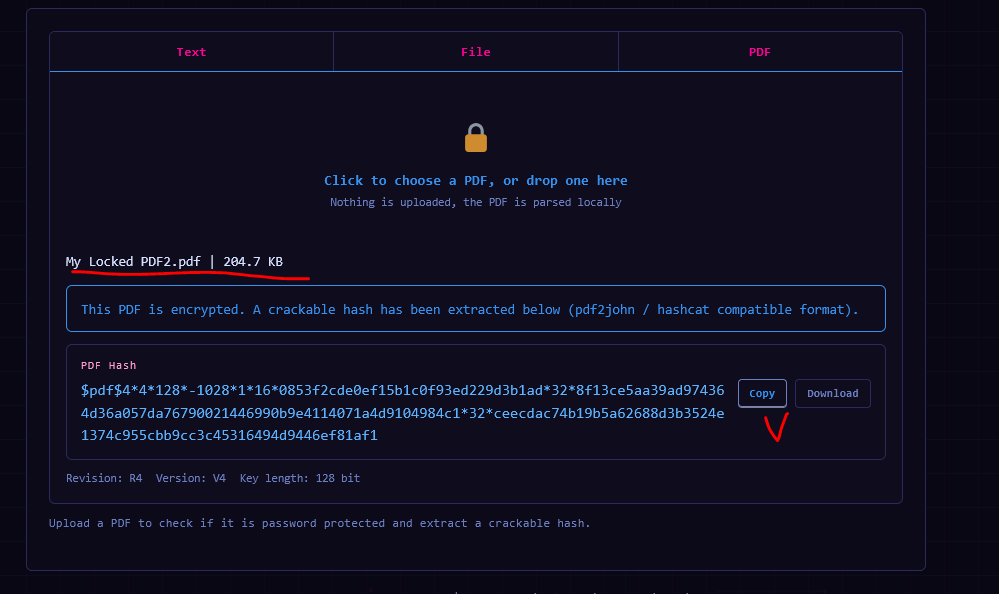 Text File PDF
Click to choose a PDF, or drop one here
Nothing is uploaded, the PDF is parsed locally
My Locked PDF2.pdf | 204.7 KB
This PDF is encrypted. A crackable hash has been extracted below (pdf2john / hashcat compatible format).
PDF Hash
$pdf$4*4*128*-1028*1*16*0853f2cde0ef15b1c0f93ed229d3b1ad*32*8f13ce5aa39ad97436
4d36a057da76790021446990b9e4114071a4d9104984c1*32*ceecdac74b19b5a62688d3b3524e
1374c955cbb9cc3c45316494d9446ef81af1
Copy Download
Revision: R4 Version: V4 Key length: 128 bit
Upload a PDF to check if it is password protected and extract a crackable hash.